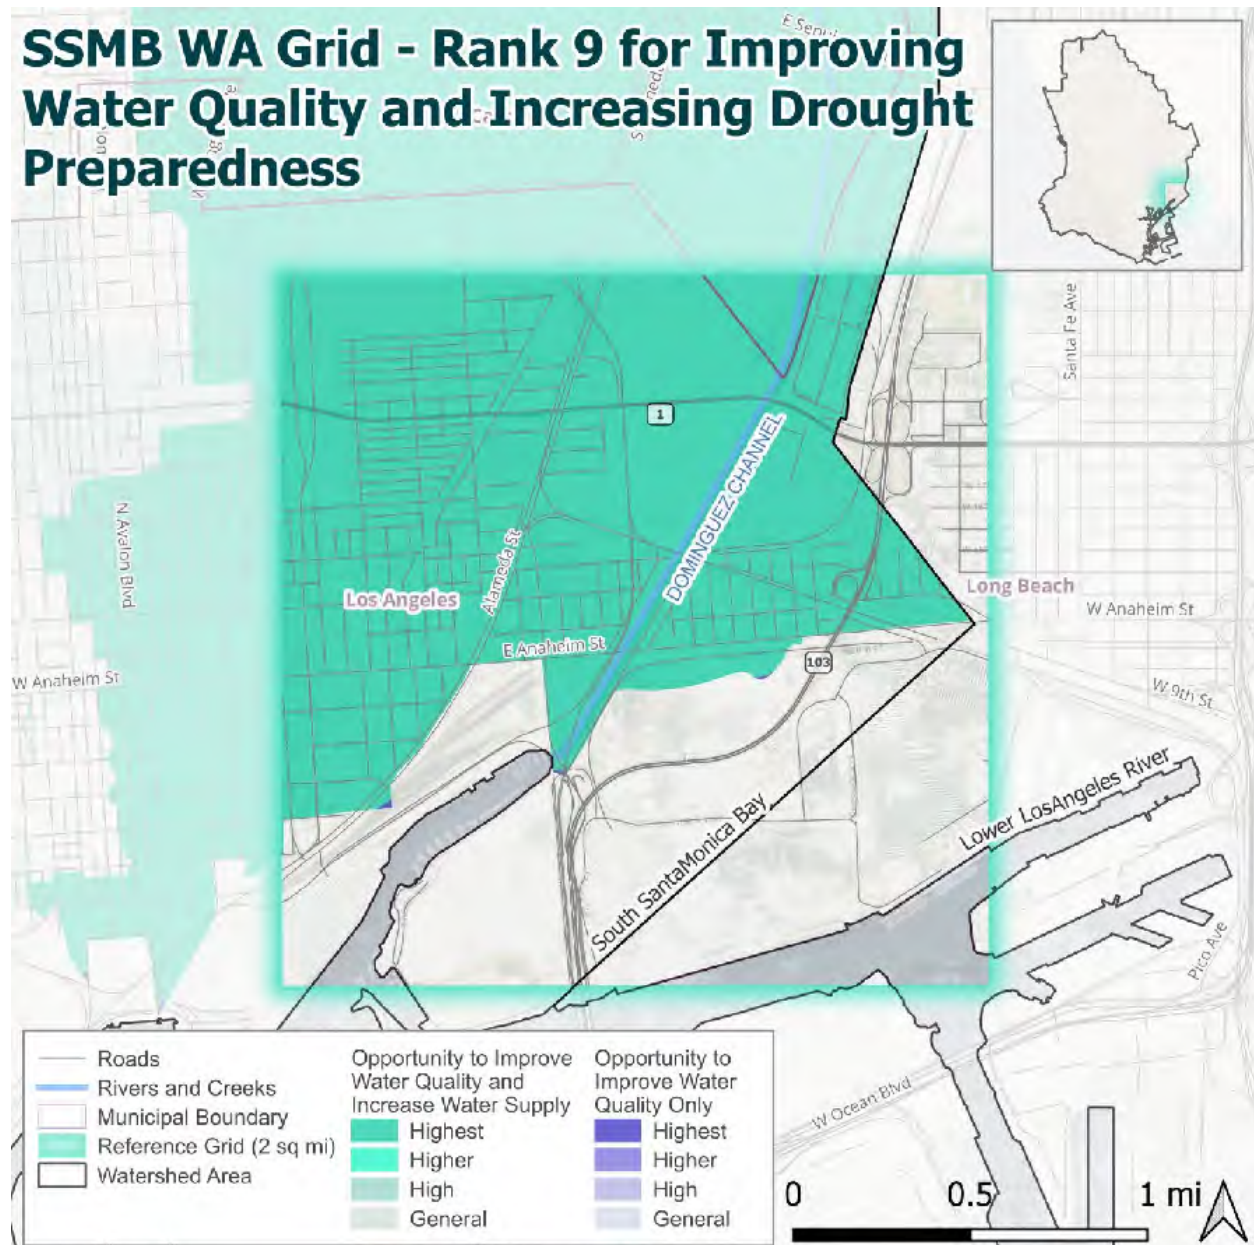 SSMB WA Grid - Rank 9 for Improving
Water Quality and Increasing Drought
Preparedness
Santa Fe Ave
1
DOMINGUEZ CHANNEL
N Avalon Blvd
Alameda St
Los Angeles
Long Beach
W Anaheim St
E Anaheim St
103
W Anaheim St
W 9th St
Lower LosAngeles River
South SantaMonica Bay
Pico Ave
W Ocean Blvd
Roads
Rivers and Creeks
Municipal Boundary
Reference Grid (2 sq mi)
Watershed Area
Opportunity to Improve
Water Quality and
Increase Water Supply
Highest
Higher
High
General
Opportunity to
Improve Water
Quality Only
Highest
Higher
High
General
0
0.5
1 mi